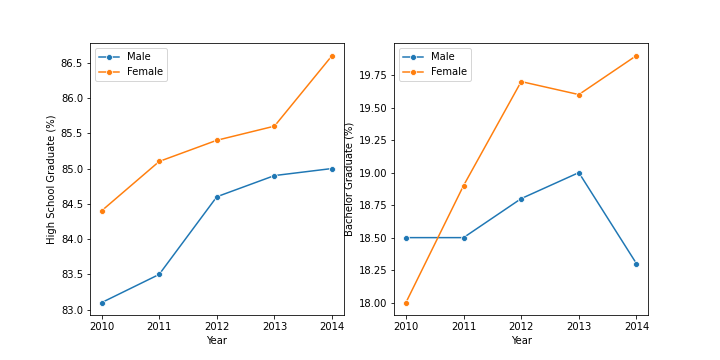 Male
Female
High School Graduate (%)
86.5
86.0
85.5
85.0
84.5
84.0
83.5
83.0
2010 2011 2012 2013 2014
Year
Male
Female
Bachelor Graduate (%)
19.75
19.50
19.25
19.00
18.75
18.50
18.25
18.00
2010 2011 2012 2013 2014
Year